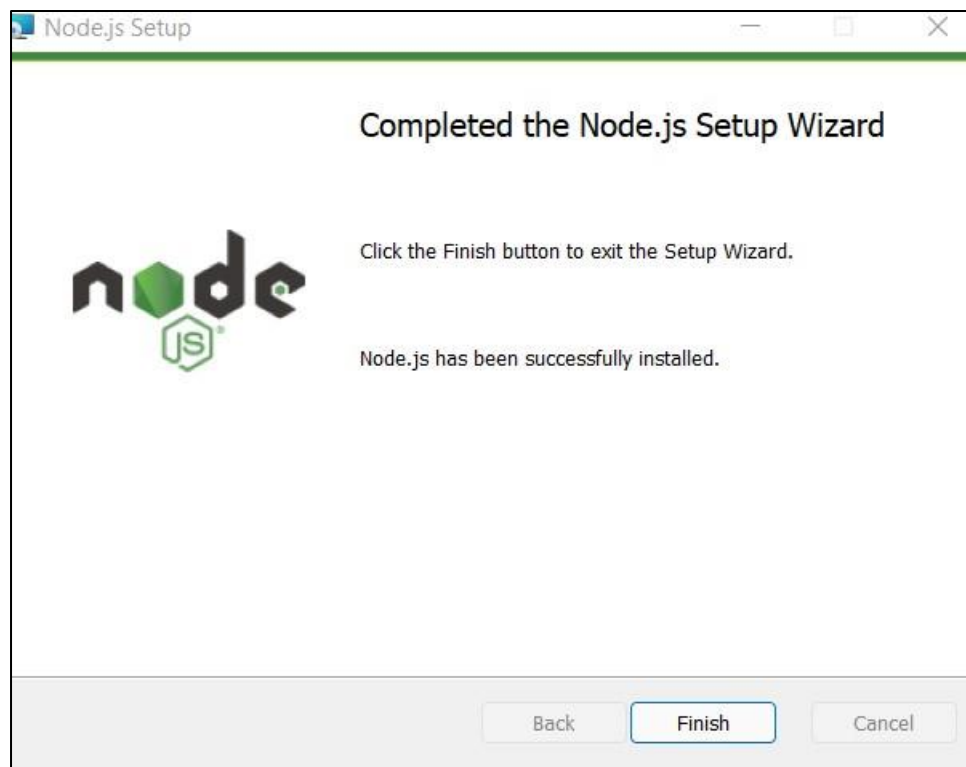 Node.js Setup
Completed the Node.js Setup Wizard
Click the Finish button to exit the Setup Wizard.
node
JS®
Node.js has been successfully installed.
Back Finish Cancel